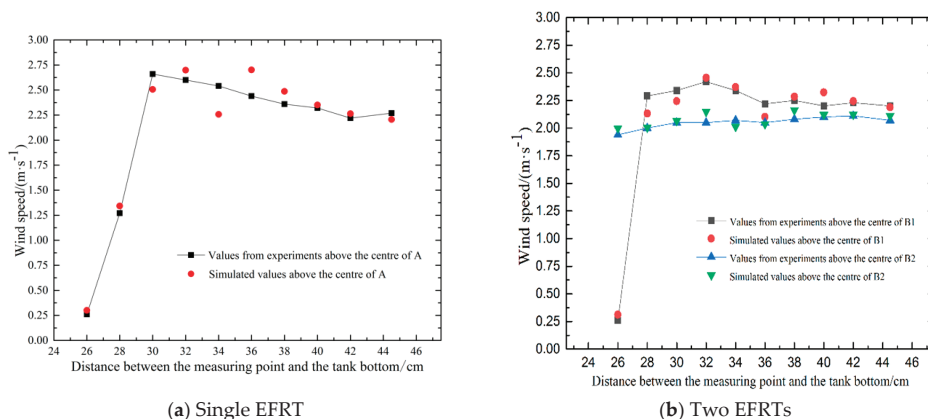 3.00
2.75
2.50
2.25
2.00
1.75
1.50
1.25
1.00
0.75
0.50
0.25
0.00
Wind speed/(m·s⁻¹)
Values from experiments above the centre of A
Simulated values above the centre of A
24 26 28 30 32 34 36 38 40 42 44 46
Distance between the measuring point and the tank bottom/cm
(a) Single EFRT
3.00
2.75
2.50
2.25
2.00
1.75
1.50
1.25
1.00
0.75
0.50
0.25
0.00
Wind speed/(m·s⁻¹)
Values from experiments above the centre of B1
Simulated values above the centre of B1
Values from experiments above the centre of B2
Simulated values above the centre of B2
24 26 28 30 32 34 36 38 40 42 44 46
Distance between the measuring point and the tank bottom/cm
(b) Two EFRTs